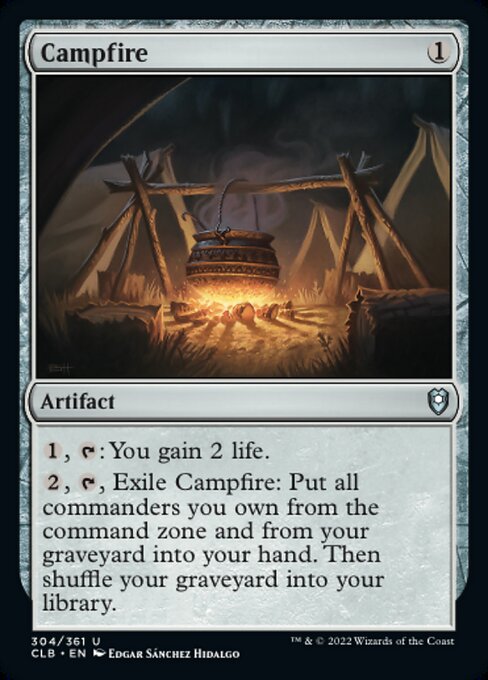 Campfire 1
Artifact
1, T: You gain 2 life.
2, T, Exile Campfire: Put all
commanders you own from the
command zone and from your
graveyard into your hand. Then
shuffle your graveyard into your
library.
304/361 U
CLB • EN Edgar Sánchez Hidalgo
™ & © 2022 Wizards of the Coast